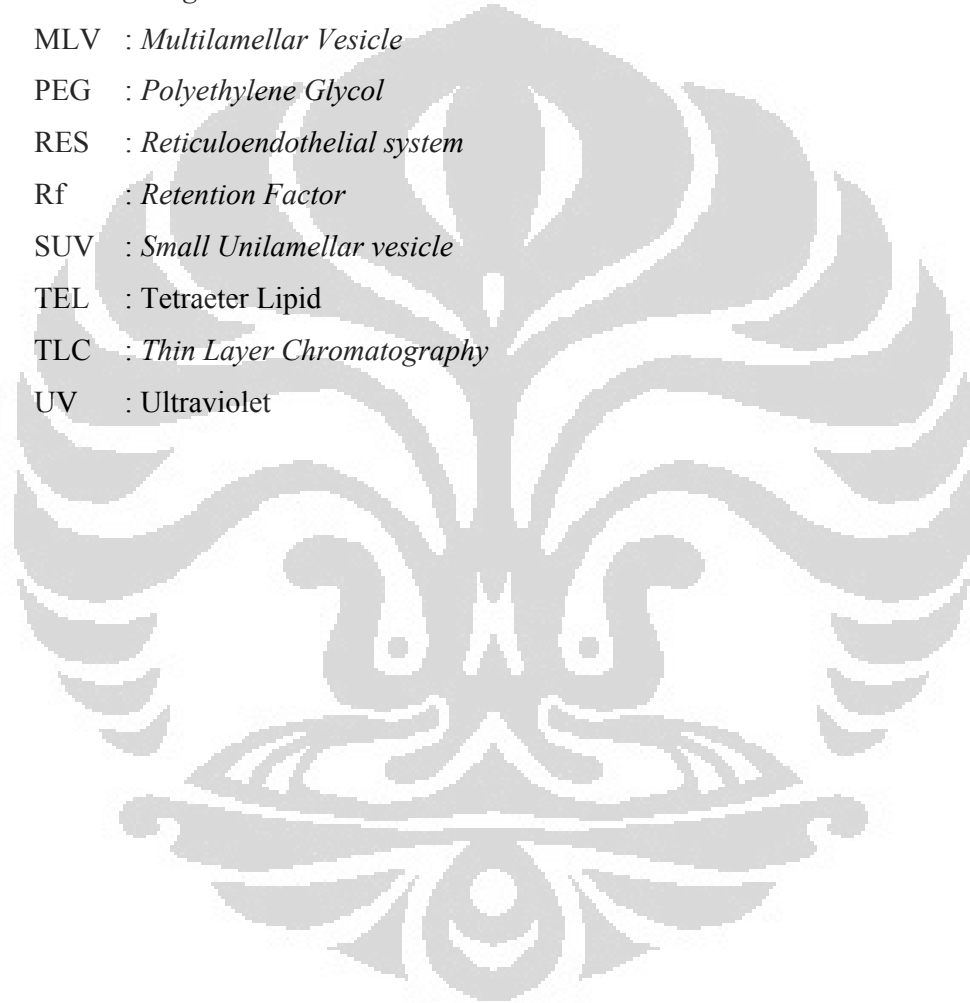 MLV : Multilamellar Vesicle
PEG : Polyethylene Glycol
RES : Reticuloendothelial system
Rf : Retention Factor
SUV : Small Unilamellar vesicle
TEL : Tetraeter Lipid
TLC : Thin Layer Chromatography
UV : Ultraviolet